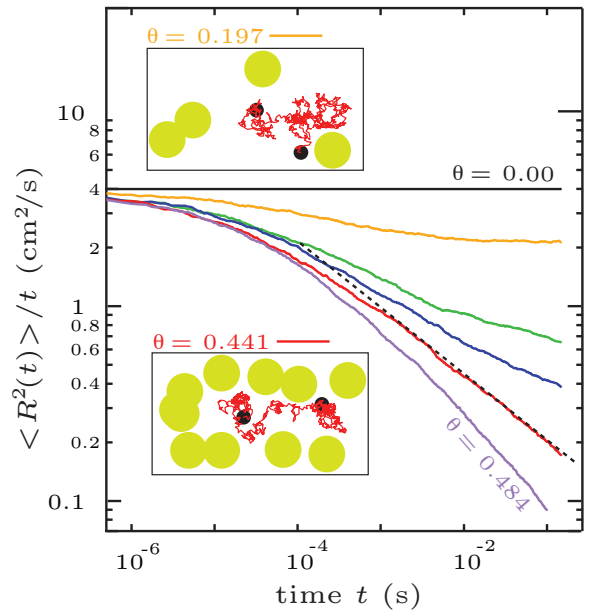 θ = 0.197
10
8
6
θ = 0.00
4
2
1
0.8
0.6
θ = 0.441
0.4
0.2
θ = 0.484
0.1
< R²(t) > /t (cm²/s)
10⁻⁶
10⁻⁴
10⁻²
time t (s)